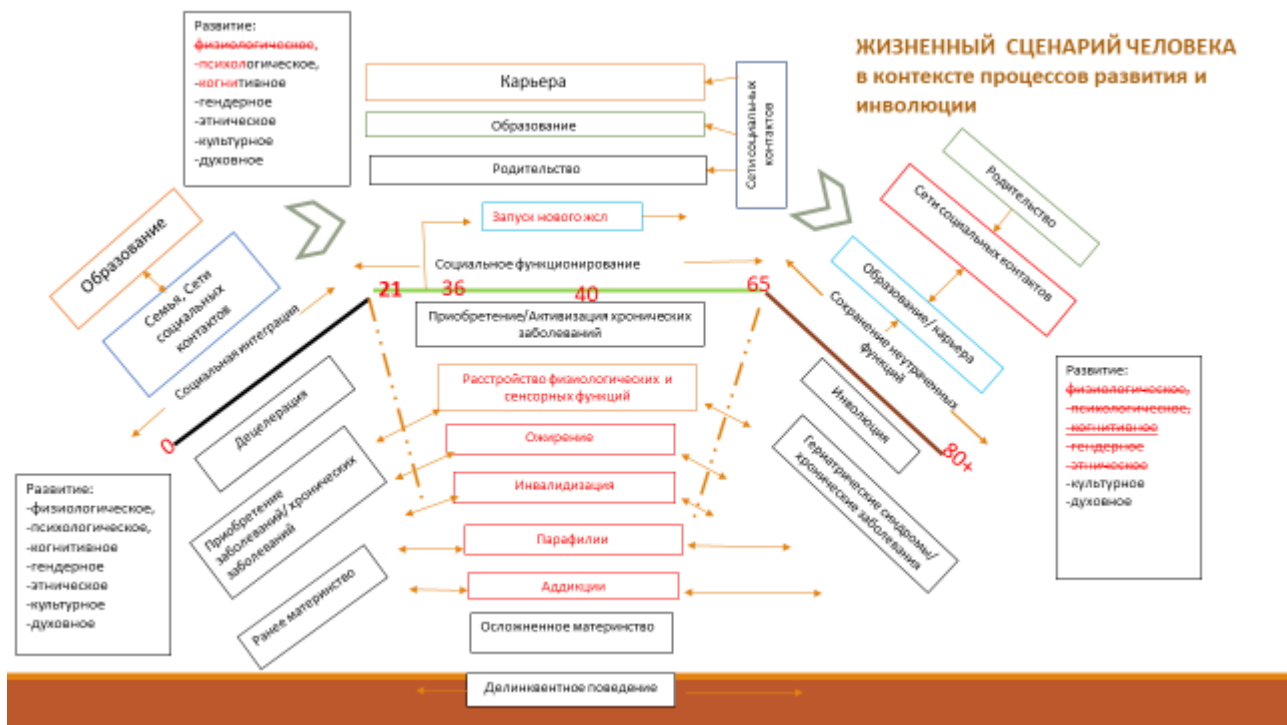 ЖИЗНЕННЫЙ СЦЕНАРИЙ ЧЕЛОВЕКА
в контексте процессов развития и
инволюции
Развитие:
физиологическое,
-психологическое,
-когнитивное
-гендерное
-этническое
-культурное
-духовное
Карьера
Образование
Родительство
Сети социальных
контактов
Запуск нового жсл
Социальное функционирование
21
36
40
65
Образование
Семья, Сети
социальных
контактов
Социальная интеграция
0
Децелерация
Приобретение
заболеваний/ хронических
заболеваний
Ранее материнство
Развитие:
-физиологическое,
-психологическое,
-когнитивное
-гендерное
-этническое
-культурное
-духовное
Приобретение/Активизация хронических
заболеваний
Расстройство физиологических и
сенсорных функций
Ожирение
Инвалидизация
Парафилии
Аддикции
Осложненное материнство
Делинквентное поведение
Родительство
Сети социальных контактов
Образование/ карьера
Сохранение неутраченных
функций
Инволюция
80+
Гериатрические синдромы/
хронические заболевания
Развитие:
-физиологическое,
-психологическое,
-когнитивное
-гендерное
-этническое
-культурное
-духовное